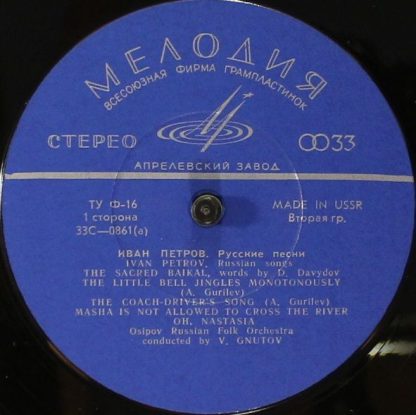 МЕЛОДИЯ
ВСЕСОЮЗНАЯ ФИРМА ГРАМПЛАСТИНОК
СТЕРЕО
33
АПРЕЛЕВСКИЙ ЗАВОД
ТУ Ф-16
MADE IN USSR
1 сторона
Вторая гр.
33С—0861(а)
ИВАН ПЕТРОВ. Русские песни
IVAN PETROV, Russian songs
THE SACRED BAIKAL, words by D. Davydov
THE LITTLE BELL JINGLES MONOTONOUSLY
(A. Gurilev)
THE COACH-DRIVER'S SONG (A. Gurilev)
MASHA IS NOT ALLOWED TO CROSS THE RIVER
OH, NASTASIA
Osipov Russian Folk Orchestra
conducted by V. GNUTOV